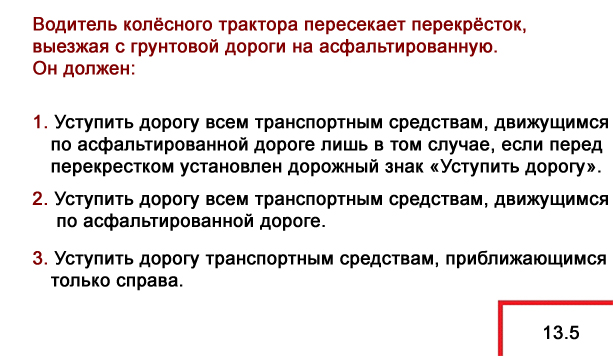 Водитель колёсного трактора пересекает перекрёсток,
выезжая с грунтовой дороги на асфальтированную.
Он должен:
1. Уступить дорогу всем транспортным средствам, движущимся
по асфальтированной дороге лишь в том случае, если перед
перекрестком установлен дорожный знак «Уступить дорогу».
2. Уступить дорогу всем транспортным средствам, движущимся
по асфальтированной дороге.
3. Уступить дорогу транспортным средствам, приближающимся
только справа.
13.5